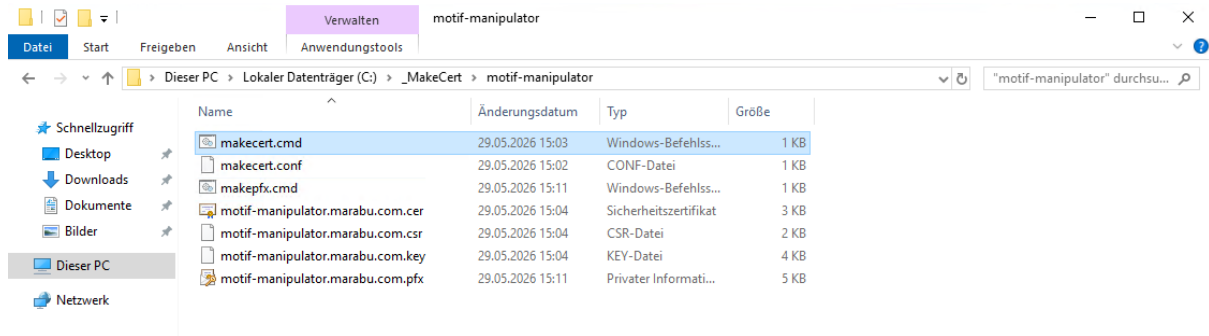 Verwalten motif-manipulator
Datei Start Freigeben Ansicht Anwendungstools
Dieser PC > Lokaler Datenträger (C:) > _MakeCert > motif-manipulator "motif-manipulator" durchsu...
Name Änderungsdatum Typ Größe
Schnellzugriff
Desktop
Downloads
Dokumente
Bilder
Dieser PC
Netzwerk
makecert.cmd 29.05.2026 15:03 Windows-Befehlss... 1 KB
makecert.conf 29.05.2026 15:02 CONF-Datei 1 KB
makepfx.cmd 29.05.2026 15:11 Windows-Befehlss... 1 KB
motif-manipulator.marabu.com.cer 29.05.2026 15:04 Sicherheitszertifikat 3 KB
motif-manipulator.marabu.com.csr 29.05.2026 15:04 CSR-Datei 2 KB
motif-manipulator.marabu.com.key 29.05.2026 15:04 KEY-Datei 4 KB
motif-manipulator.marabu.com.pfx 29.05.2026 15:11 Privater Informati... 5 KB